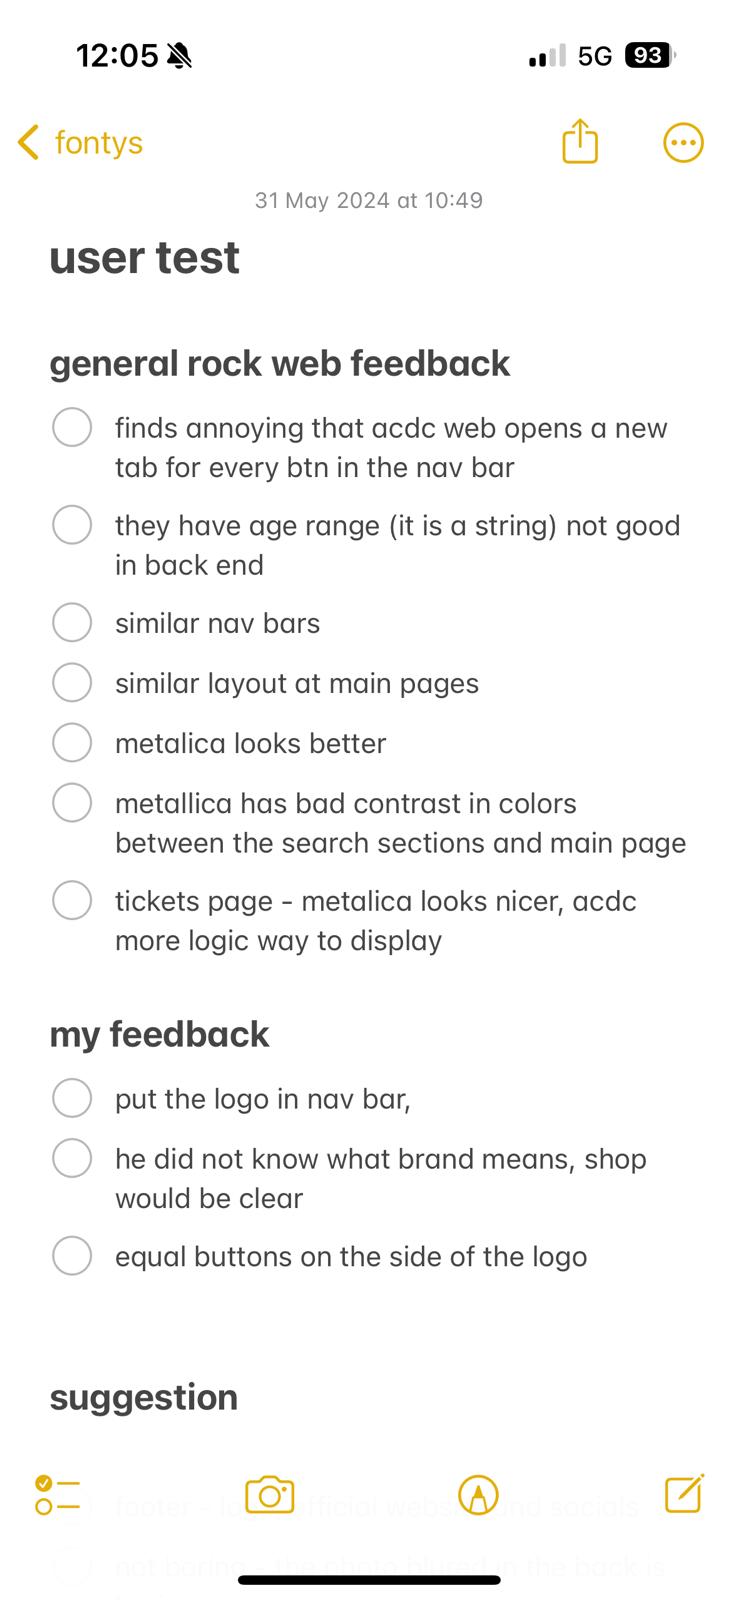 12:05
5G 93
fontys
31 May 2024 at 10:49
user test
general rock web feedback
finds annoying that acdc web opens a new
tab for every btn in the nav bar
they have age range (it is a string) not good
in back end
similar nav bars
similar layout at main pages
metalica looks better
metallica has bad contrast in colors
between the search sections and main page
tickets page - metalica looks nicer, acdc
more logic way to display
my feedback
put the logo in nav bar,
he did not know what brand means, shop
would be clear
equal buttons on the side of the logo
suggestion
footer - fficial webs nd socials
not boring - the photo blured in the back is